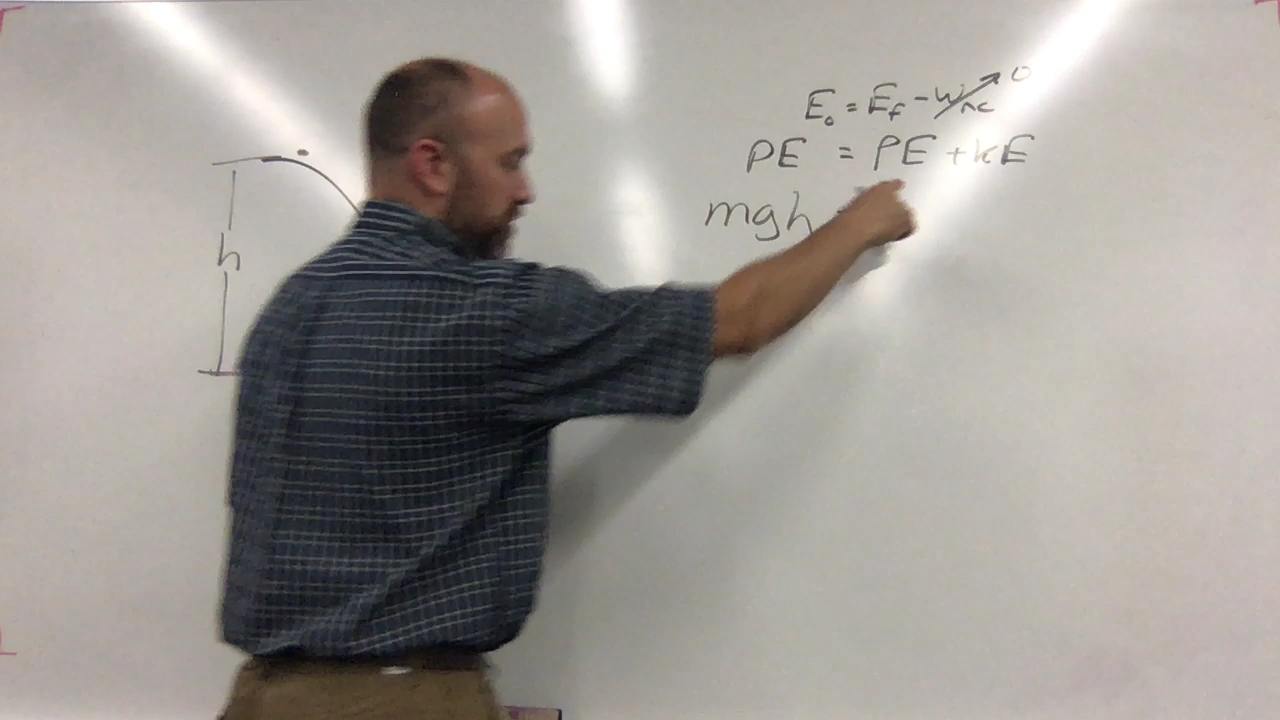 h
E₀ = E_f - W_nc → 0
PE = PE + KE
mgh =